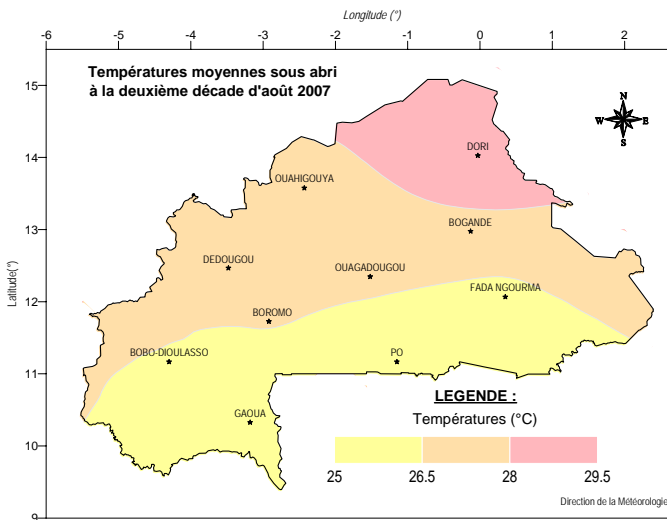 Longitude (°)
-6 -5 -4 -3 -2 -1 0 1 2
Températures moyennes sous abri
à la deuxième décade d'août 2007
N
W E
S
15
14
13
12
11
10
9
Latitude(°)
DORI
OUAHIGOUYA
BOGANDE
DEDOUGOU
OUAGADOUGOU
FADA NGOURMA
BOROMO
BOBO-DIOULASSO
PO
GAOUA
LEGENDE :
Températures (°C)
25 26.5 28 29.5
Direction de la Météorologie